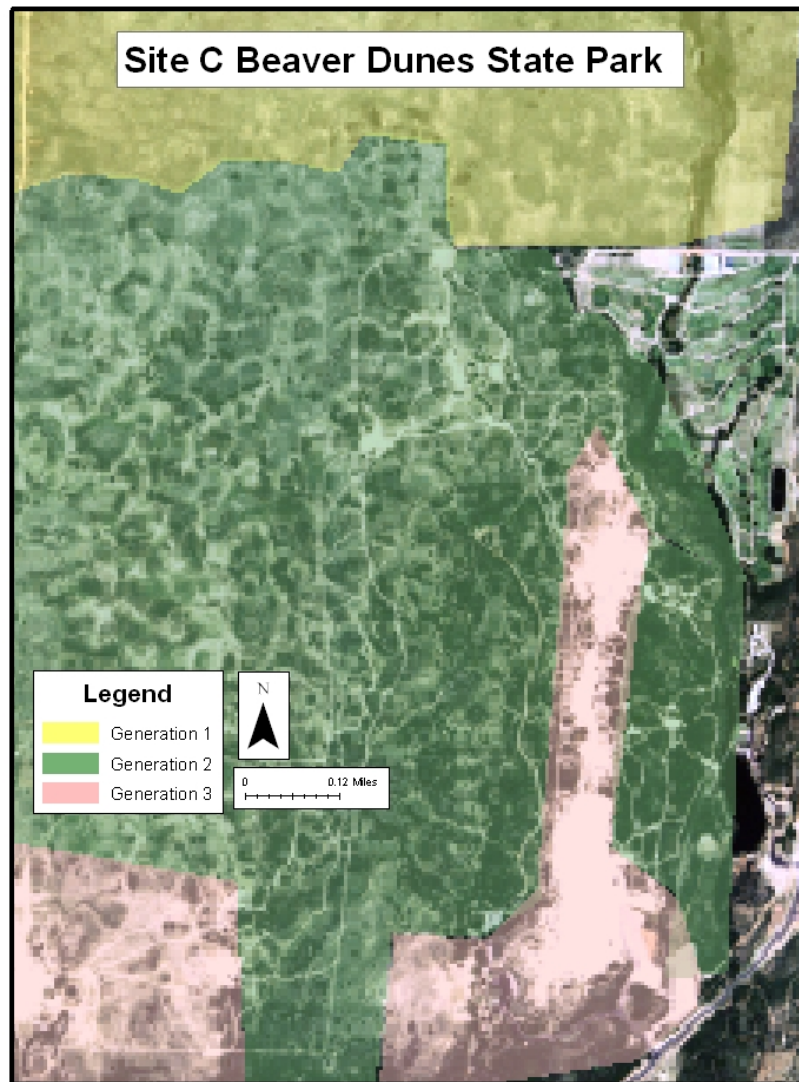 Site C Beaver Dunes State Park
Legend
Generation 1
Generation 2
Generation 3
N
0 0.12 Miles